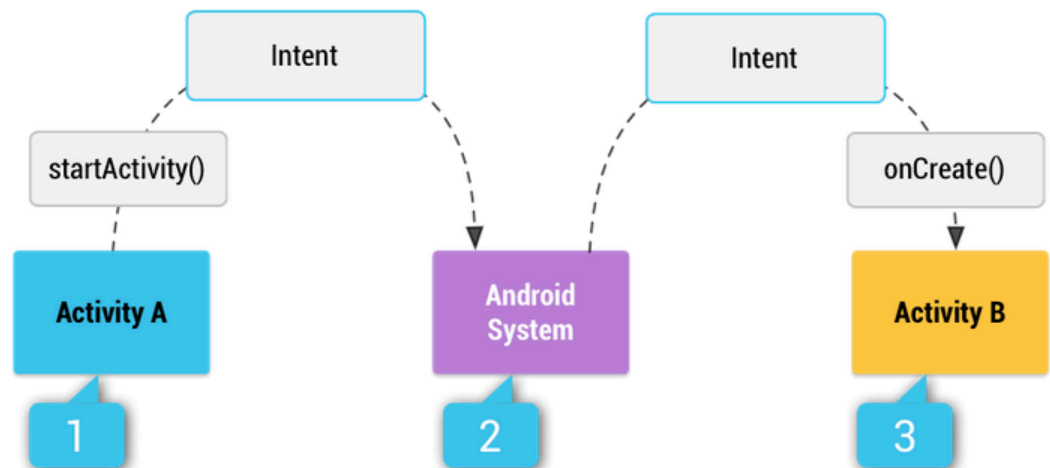 Intent
Intent
startActivity()
onCreate()
Activity A
Android
System
Activity B
1
2
3